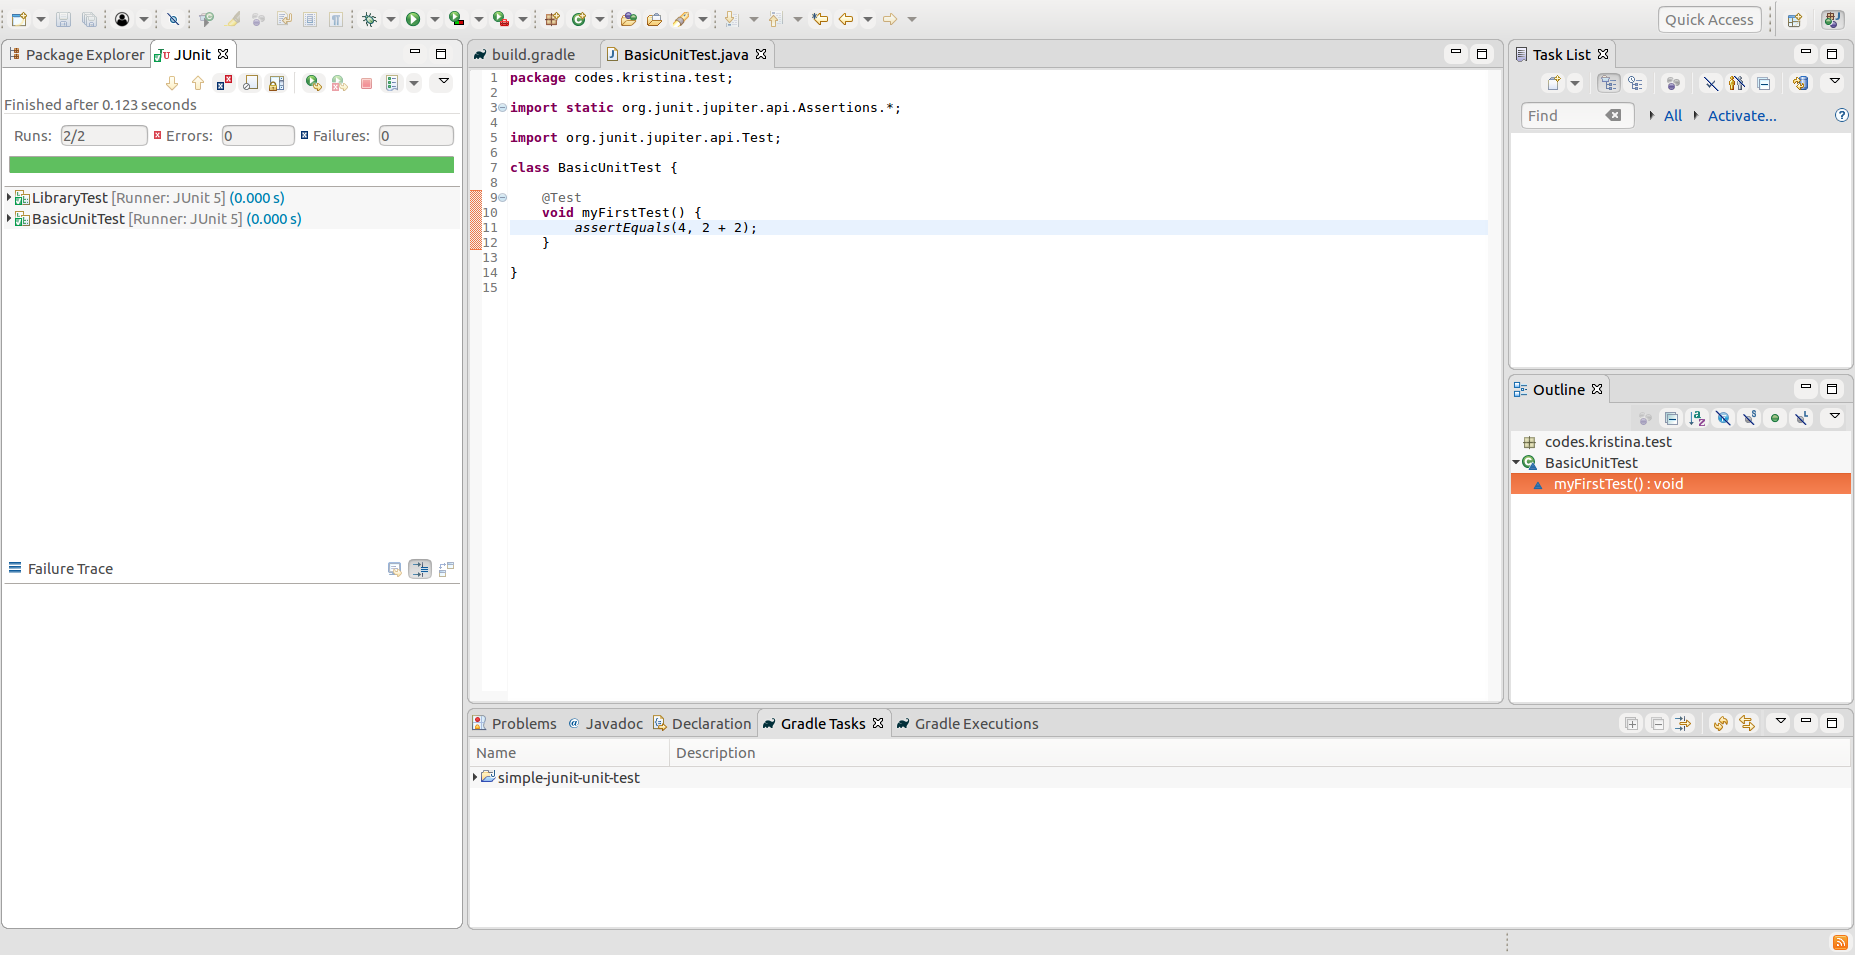 Quick Access
Package Explorer
JUnit
Finished after 0.123 seconds
Runs: 2/2 Errors: 0 Failures: 0
LibraryTest [Runner: JUnit 5] (0.000 s)
BasicUnitTest [Runner: JUnit 5] (0.000 s)
Failure Trace
build.gradle
BasicUnitTest.java
1 package codes.kristina.test;
2
3 import static org.junit.jupiter.api.Assertions.*;
4
5 import org.junit.jupiter.api.Test;
6
7 class BasicUnitTest {
8
9 @Test
10 void myFirstTest() {
11 assertEquals(4, 2 + 2);
12 }
13
14 }
15
Task List
Find
All
Activate...
Outline
codes.kristina.test
BasicUnitTest
myFirstTest() : void
Problems
@ Javadoc
Declaration
Gradle Tasks
Gradle Executions
Name
Description
simple-junit-unit-test